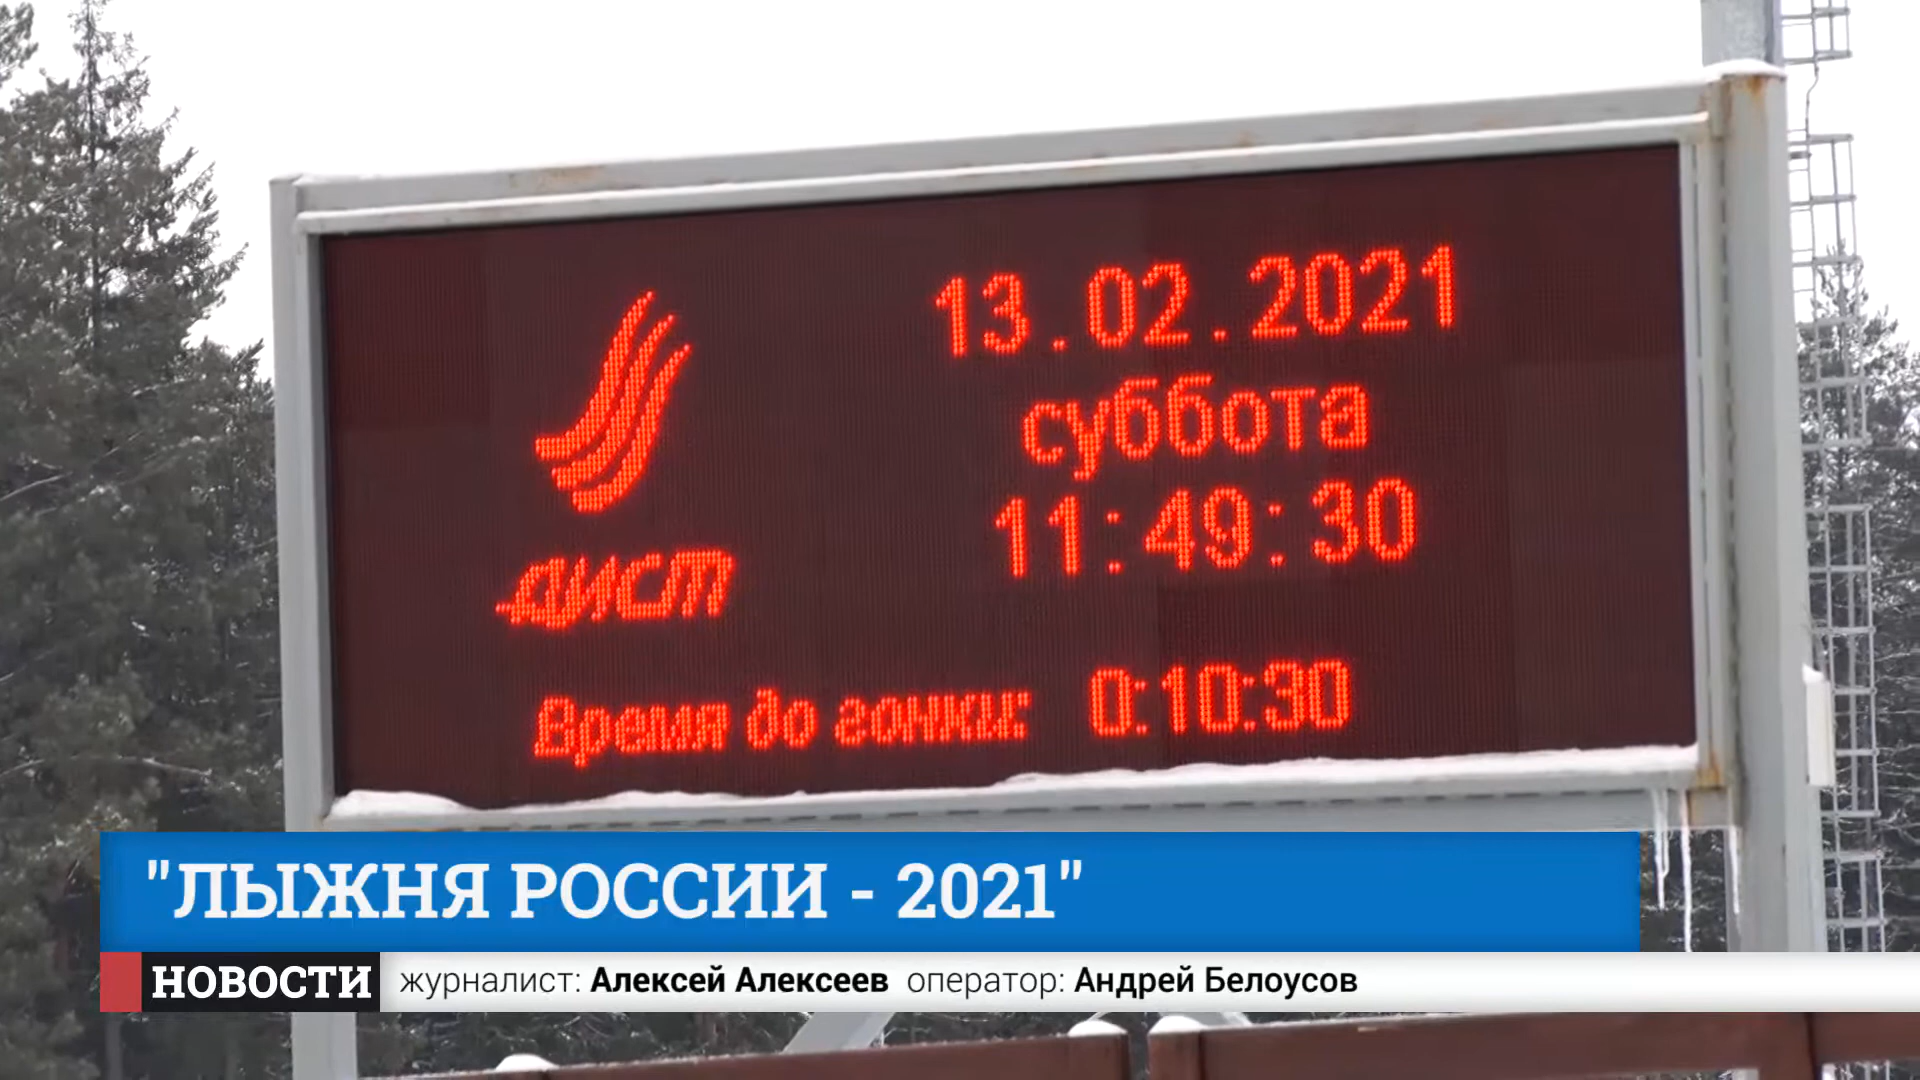 13.02.2021
суббота
11:49:30
лист
Время до гонки: 0:10:30
"ЛЫЖНЯ РОССИИ - 2021"
НОВОСТИ журналист: Алексей Алексеев оператор: Андрей Белоусов